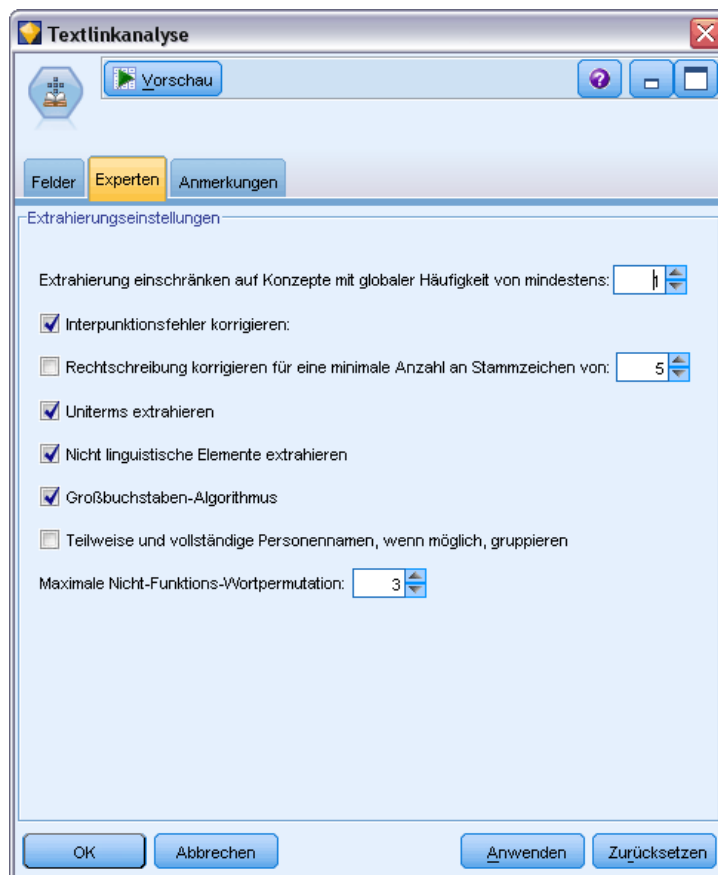 Textlinkanalyse
Vorschau
Felder Experten Anmerkungen
Extrahierungseinstellungen
Extrahierung einschränken auf Konzepte mit globaler Häufigkeit von mindestens: 1
Interpunktionsfehler korrigieren:
Rechtschreibung korrigieren für eine minimale Anzahl an Stammzeichen von: 5
Uniterms extrahieren
Nicht linguistische Elemente extrahieren
Großbuchstaben-Algorithmus
Teilweise und vollständige Personennamen, wenn möglich, gruppieren
Maximale Nicht-Funktions-Wortpermutation: 3
OK Abbrechen Anwenden Zurücksetzen